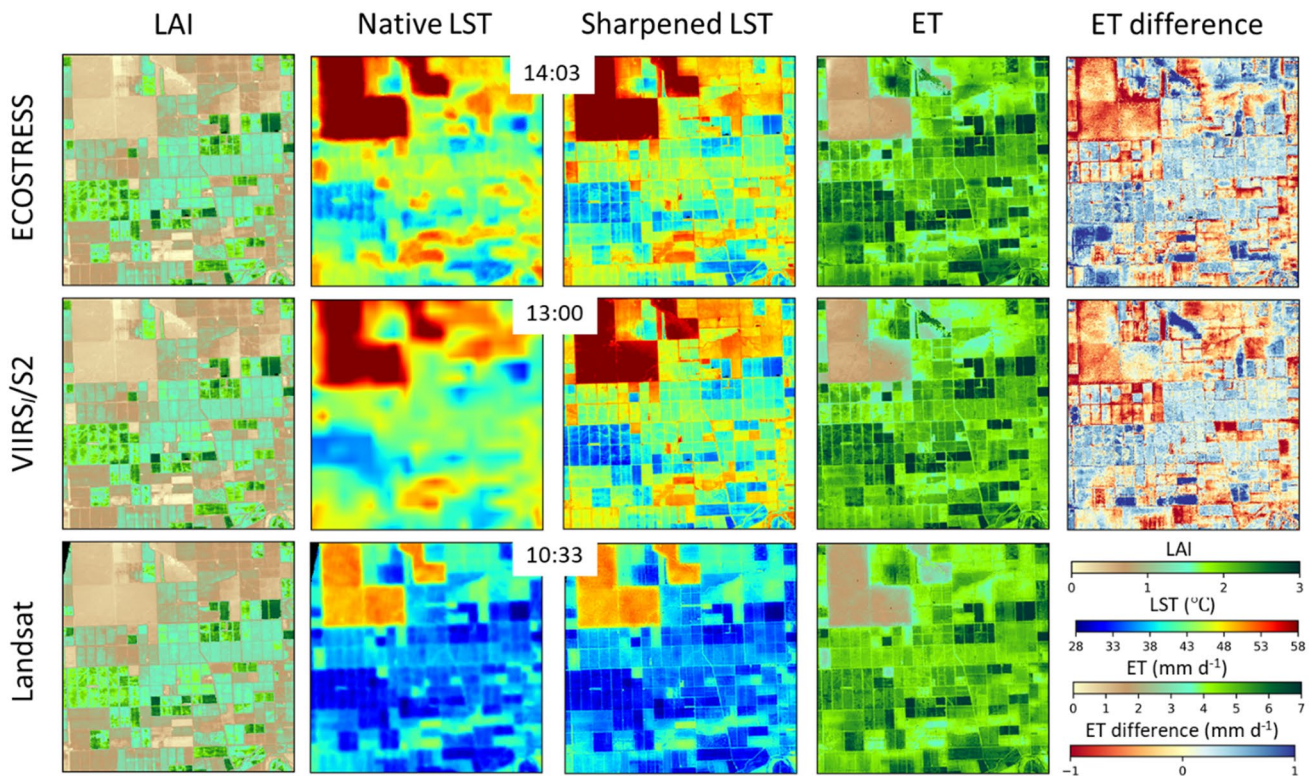 LAI Native LST Sharpened LST ET ET difference
ECOSTRESS
14:03
VIIRSI/S2
13:00
Landsat
10:33
LAI
0 1 2 3
LST (°C)
28 33 38 43 48 53 58
ET (mm d-1)
0 1 2 3 4 5 6 7
ET difference (mm d-1)
−1 0 1